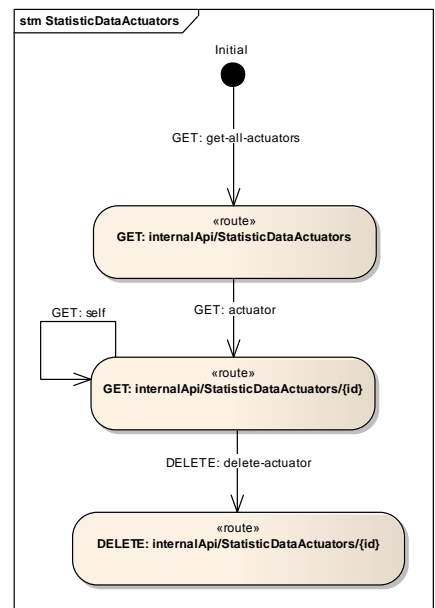 stm StatisticDataActuators
Initial
GET: get-all-actuators
«route»
GET: internalApi/StatisticDataActuators
GET: actuator
GET: self
«route»
GET: internalApi/StatisticDataActuators/{id}
DELETE: delete-actuator
«route»
DELETE: internalApi/StatisticDataActuators/{id}